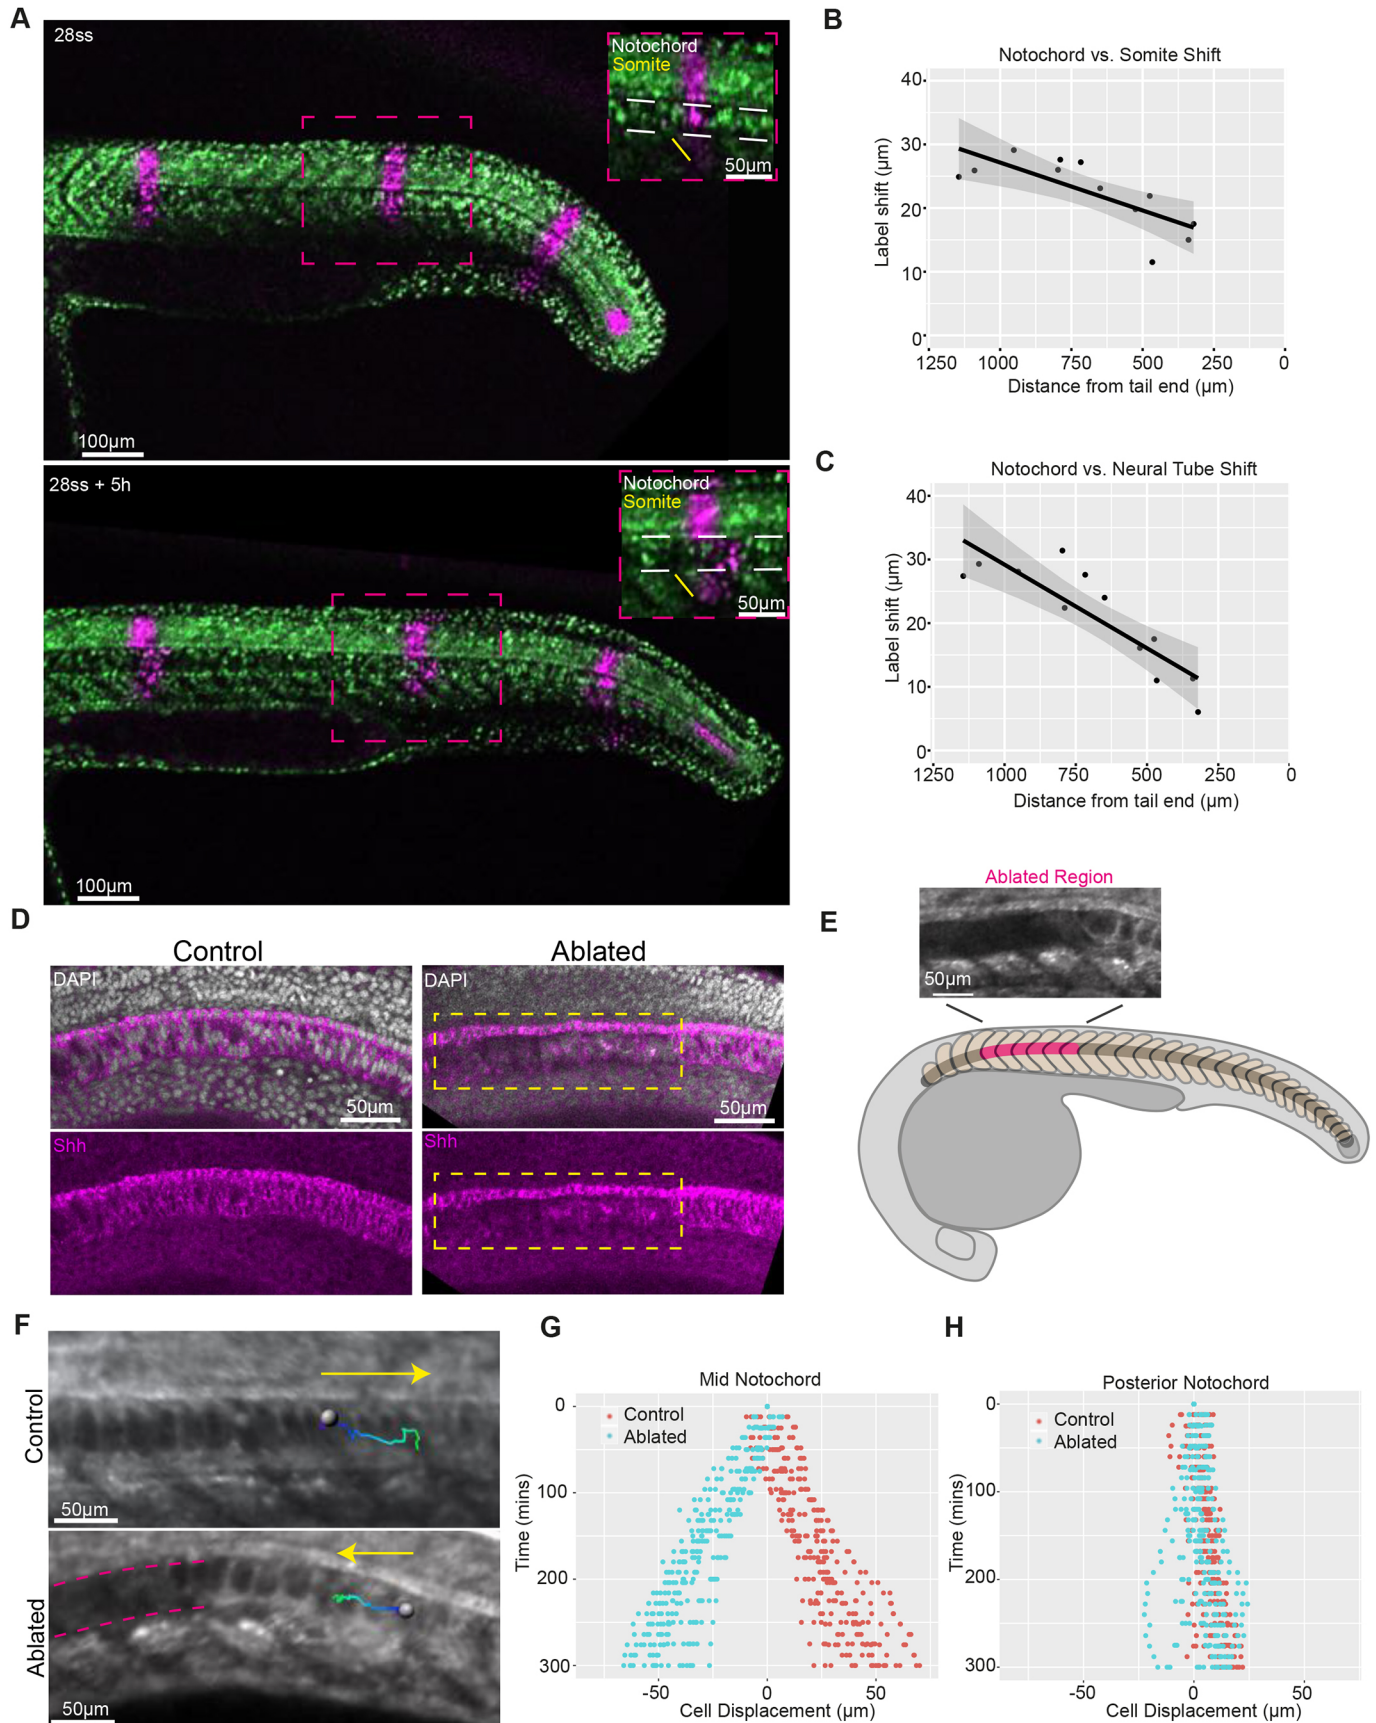 A
28ss
Notochord
Somite
50µm
100µm
28ss + 5h
Notochord
Somite
50µm
100µm
B
Notochord vs. Somite Shift
Label shift (µm)
40
30
20
10
0
1250 1000 750 500 250 0
Distance from tail end (µm)
C
Notochord vs. Neural Tube Shift
Label shift (µm)
40
30
20
10
0
1250 1000 750 500 250 0
Distance from tail end (µm)
D
Control
Ablated
DAPI
50µm
DAPI
50µm
Shh
Shh
E
Ablated Region
50µm
F
Control
50µm
Ablated
50µm
G
Mid Notochord
Control
Ablated
Time (mins)
0
100
200
300
-50 0 50
Cell Displacement (µm)
H
Posterior Notochord
Control
Ablated
Time (mins)
0
100
200
300
-50 0 50
Cell Displacement (µm)